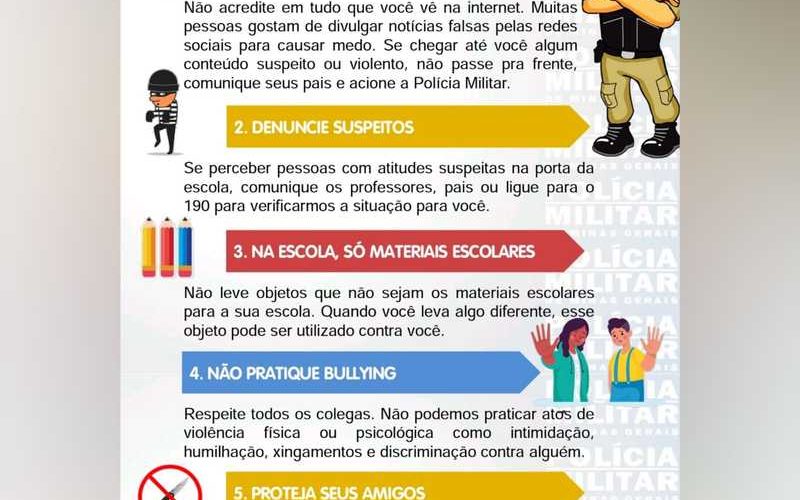 Não acredite em tudo que você vê na internet. Muitas
pessoas gostam de divulgar notícias falsas pelas redes
sociais para causar medo. Se chegar até você algum
conteúdo suspeito ou violento, não passe pra frente,
comunique seus pais e acione a Polícia Militar.
2. DENUNCIE SUSPEITOS
Se perceber pessoas com atitudes suspeitas na porta da
escola, comunique os professores, pais ou ligue para o
190 para verificarmos a situação para você.
POLÍCIA
MILITAR
MINAS GERAIS
3. NA ESCOLA, SÓ MATERIAIS ESCOLARES
POLÍCIA
MILITAR
MINAS GERAIS
Não leve objetos que não sejam os materiais escolares
para a sua escola. Quando você leva algo diferente, esse
objeto pode ser utilizado contra você.
4. NÃO PRATIQUE BULLYING
Respeite todos os colegas. Não podemos praticar atos de
violência física ou psicológica como intimidação,
humilhação, xingamentos e discriminação contra alguém.
POLÍCIA
MILITAR
5. PROTEJA SEUS AMIGOS